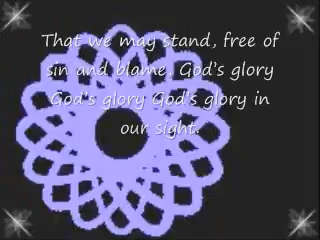 That we may stand, free of
sin and blame, God's glory
God's glory God's glory in
our sight.